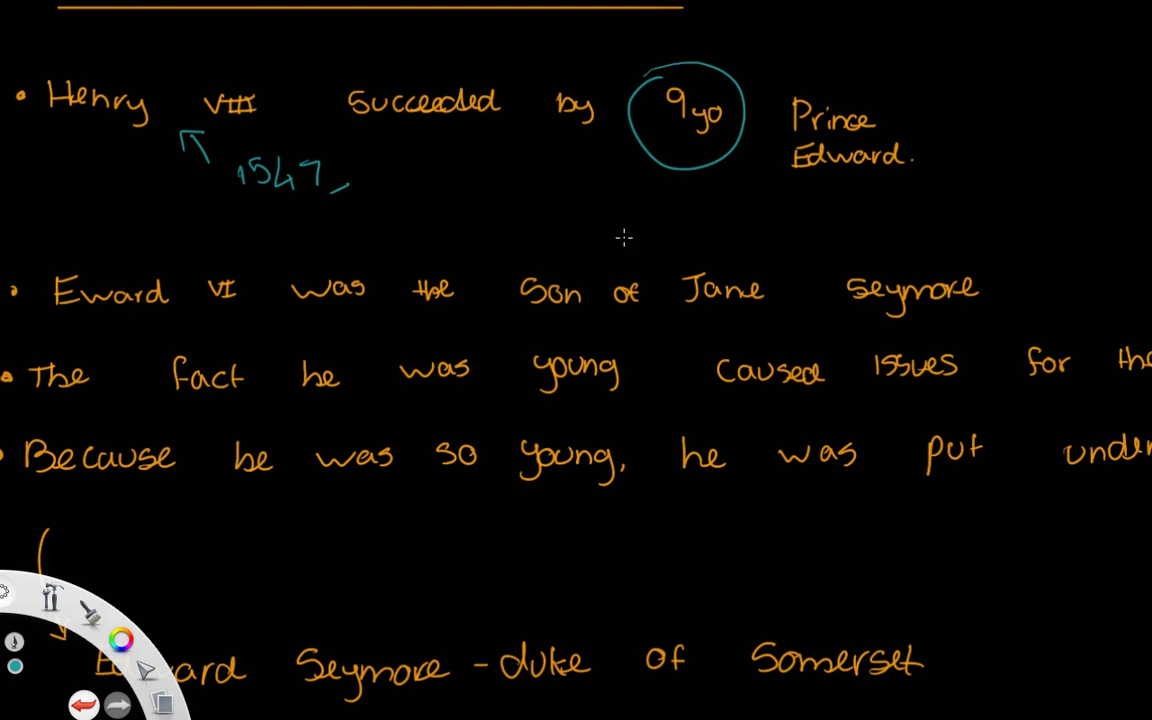 • Henry VIII succeeded by 9yo Prince Edward.
1547
• Eward VI was the son of Jane Seymore
• The fact he was young caused issues for the
• Because he was so young, he was put under
Edward Seymore - duke of Somerset